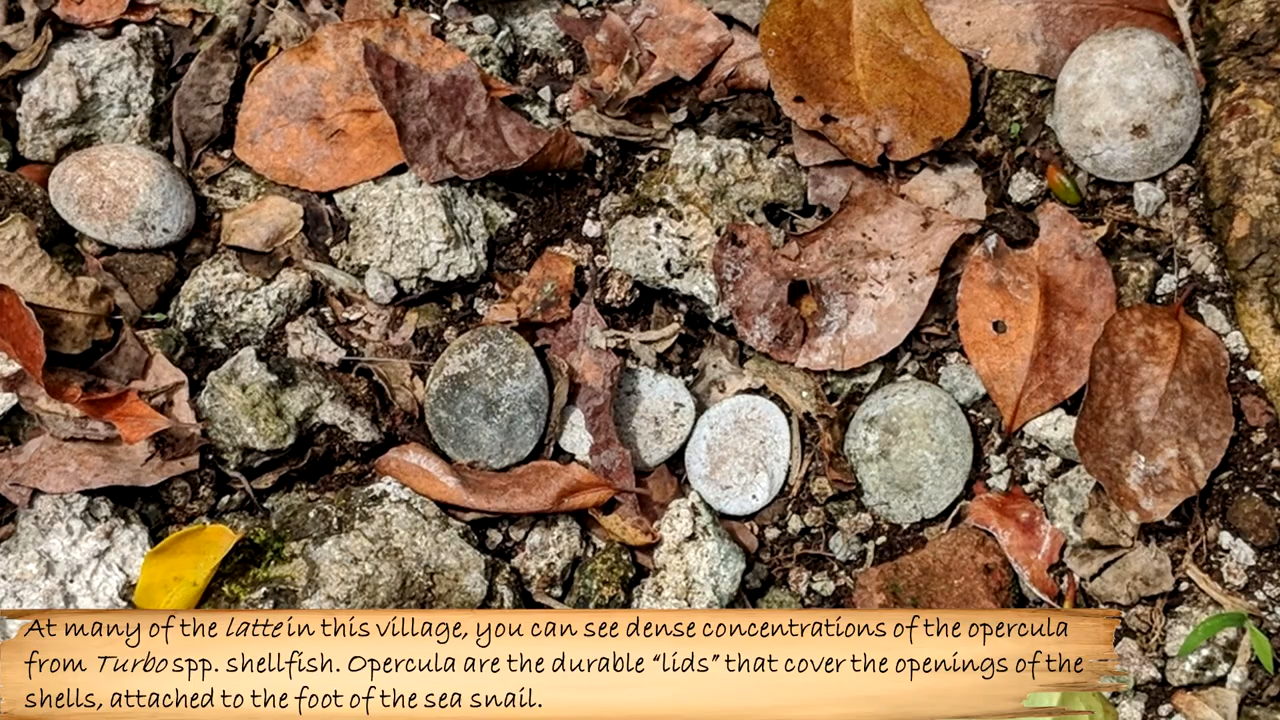 At many of the latte in this village, you can see dense concentrations of the opercula
from Turbo spp. shellfish. Opercula are the durable “lids” that cover the openings of the
shells, attached to the foot of the sea snail.